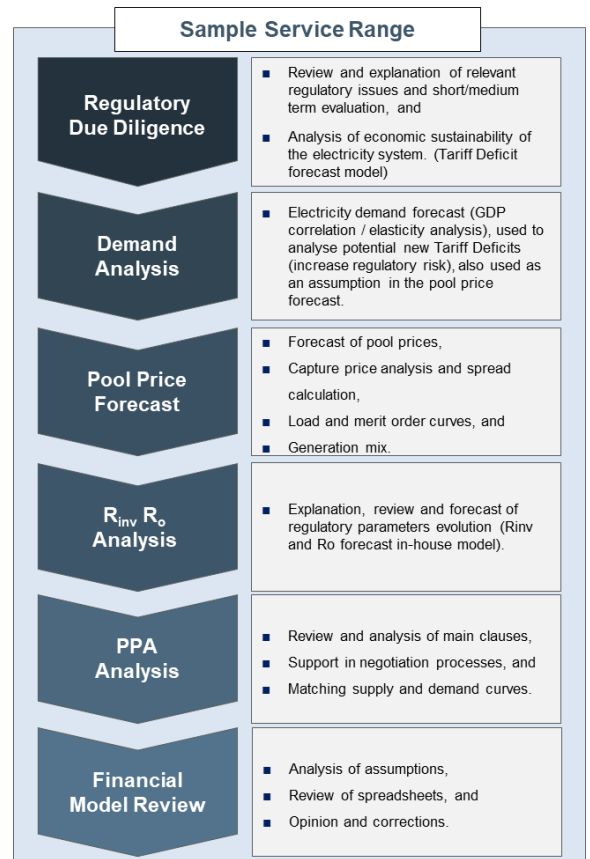 Sample Service Range
Regulatory
Due Diligence
■ Review and explanation of relevant
regulatory issues and short/medium
term evaluation, and
■ Analysis of economic sustainability of
the electricity system. (Tariff Deficit
forecast model)
Demand
Analysis
■ Electricity demand forecast (GDP
correlation / elasticity analysis), used to
analyse potential new Tariff Deficits
(increase regulatory risk), also used as
an assumption in the pool price
forecast.
Pool Price
Forecast
■ Forecast of pool prices,
■ Capture price analysis and spread
calculation,
■ Load and merit order curves, and
■ Generation mix.
Rinv Ro
Analysis
■ Explanation, review and forecast of
regulatory parameters evolution (Rinv
and Ro forecast in-house model).
PPA
Analysis
■ Review and analysis of main clauses,
■ Support in negotiation processes, and
■ Matching supply and demand curves.
Financial
Model Review
■ Analysis of assumptions,
■ Review of spreadsheets, and
■ Opinion and corrections.